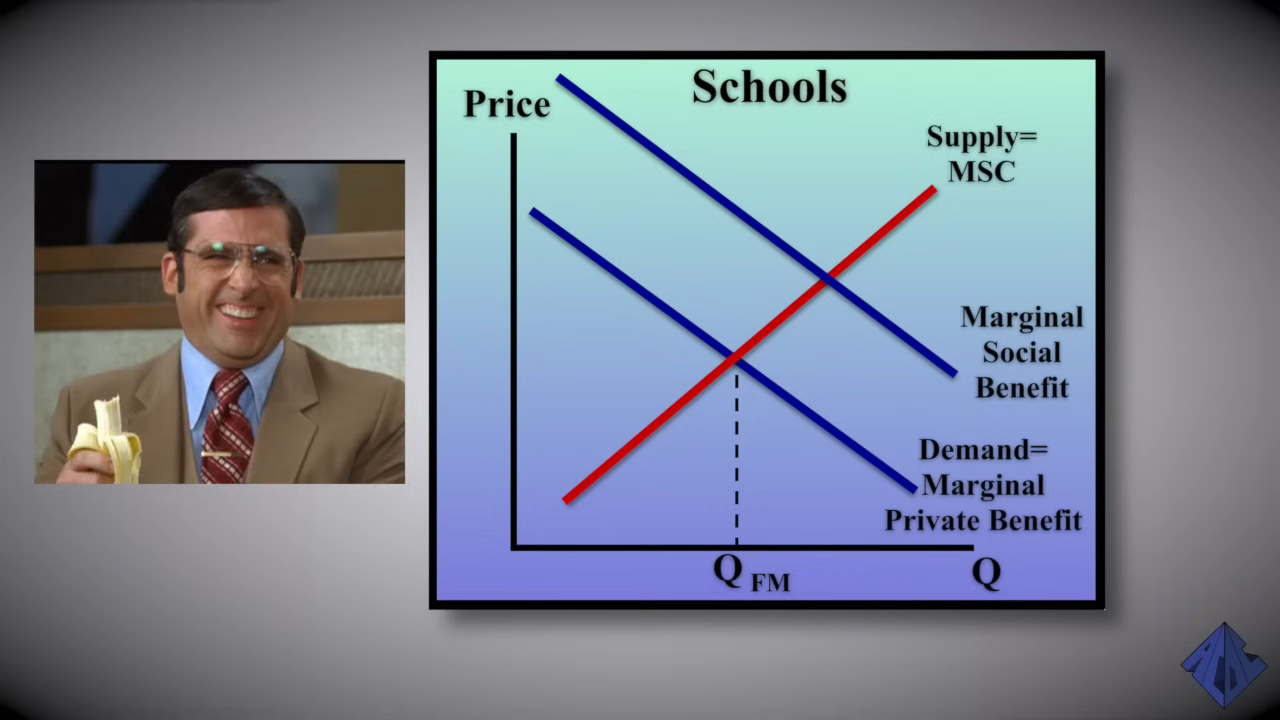 Schools
Price
Supply=
MSC
Marginal
Social
Benefit
Demand=
Marginal
Private Benefit
Q FM
Q